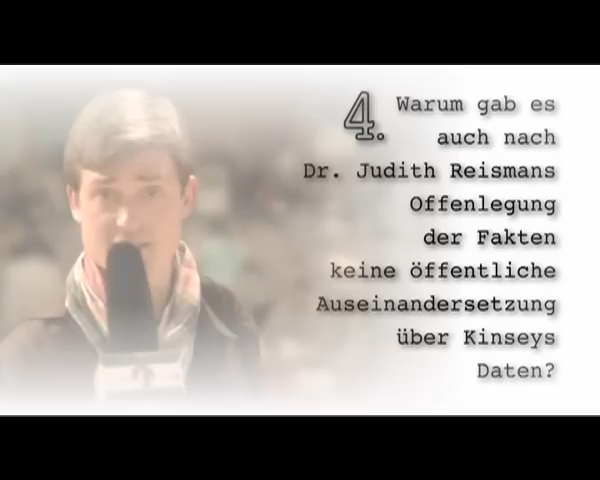 4. Warum gab es
auch nach
Dr. Judith Reismans
Offenlegung
der Fakten
keine öffentliche
Auseinandersetzung
über Kinseys
Daten?